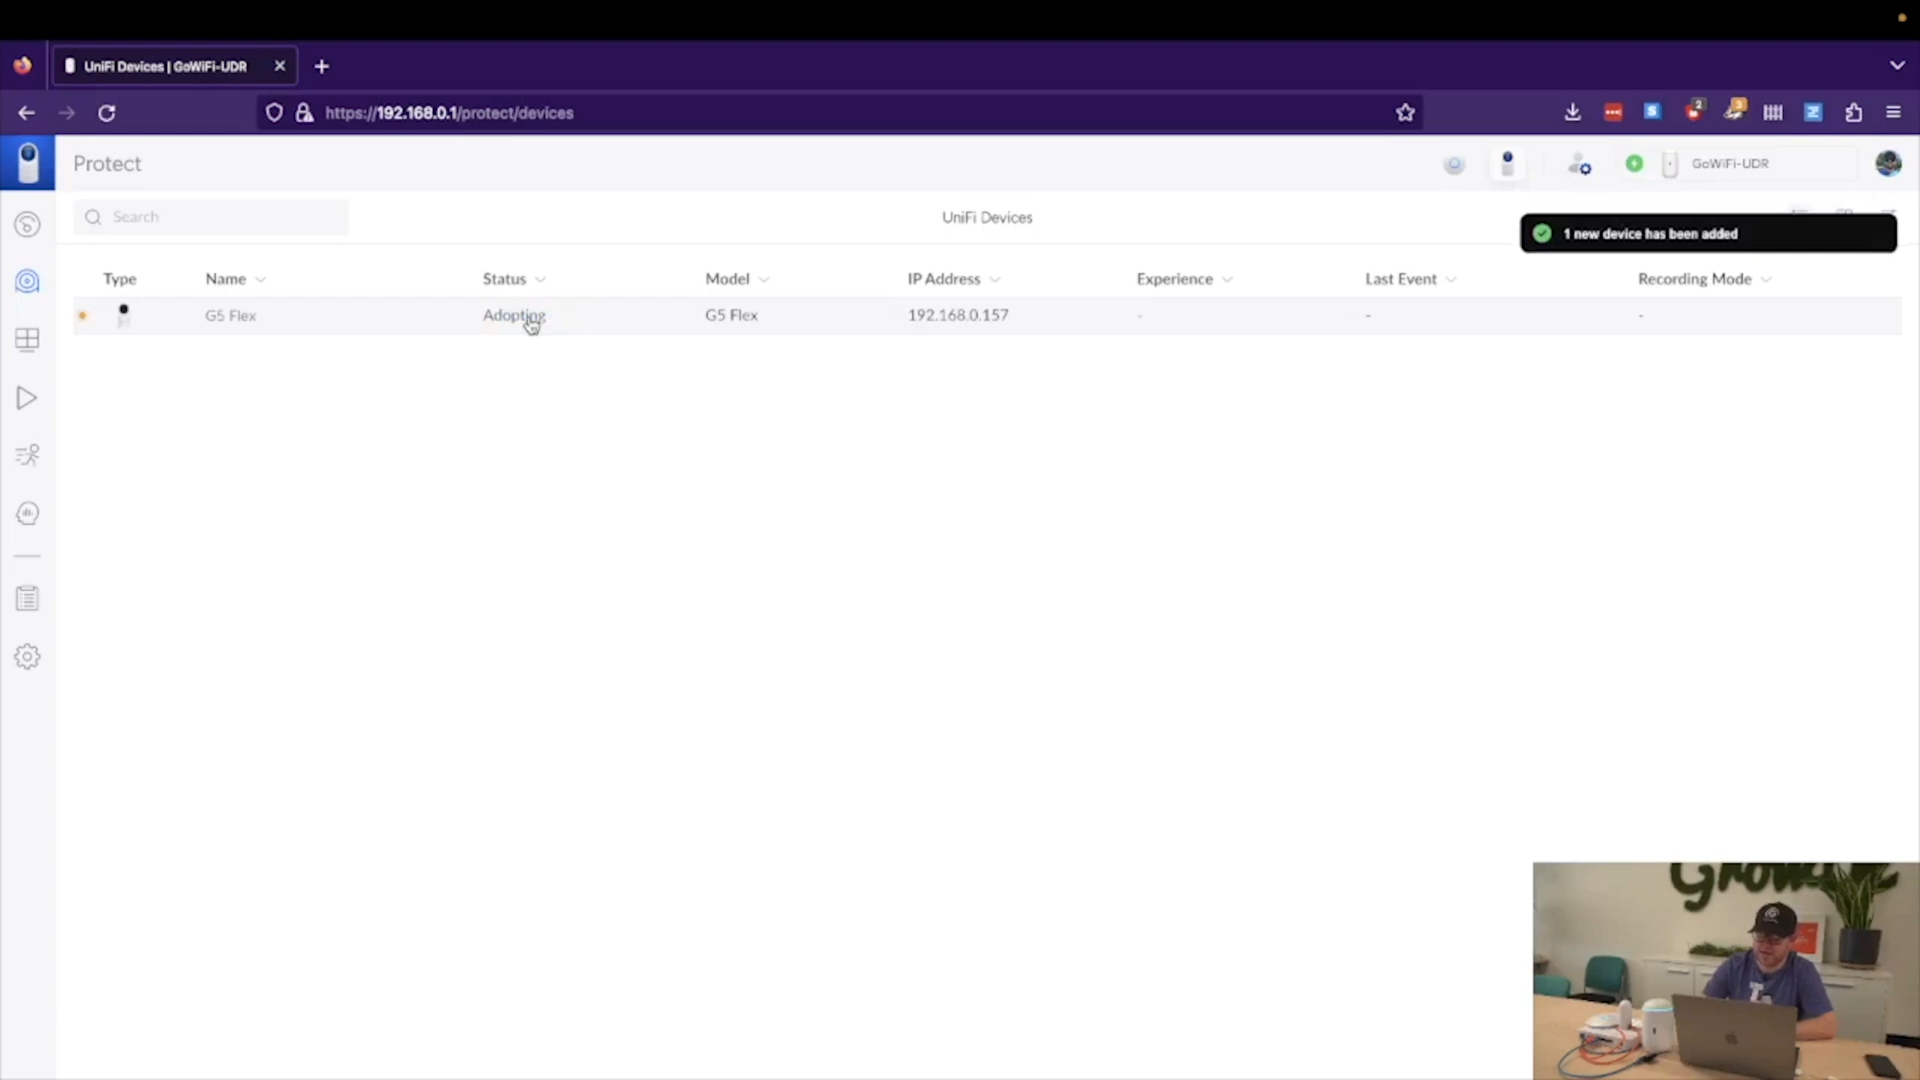 UniFi Devices | GoWiFi-UDR
https://192.168.0.1/protect/devices
2
3
Protect
GoWiFi-UDR
Search
UniFi Devices
1 new device has been added
Type Name Status Model IP Address Experience Last Event Recording Mode
G5 Flex Adopting G5 Flex 192.168.0.157 - - -